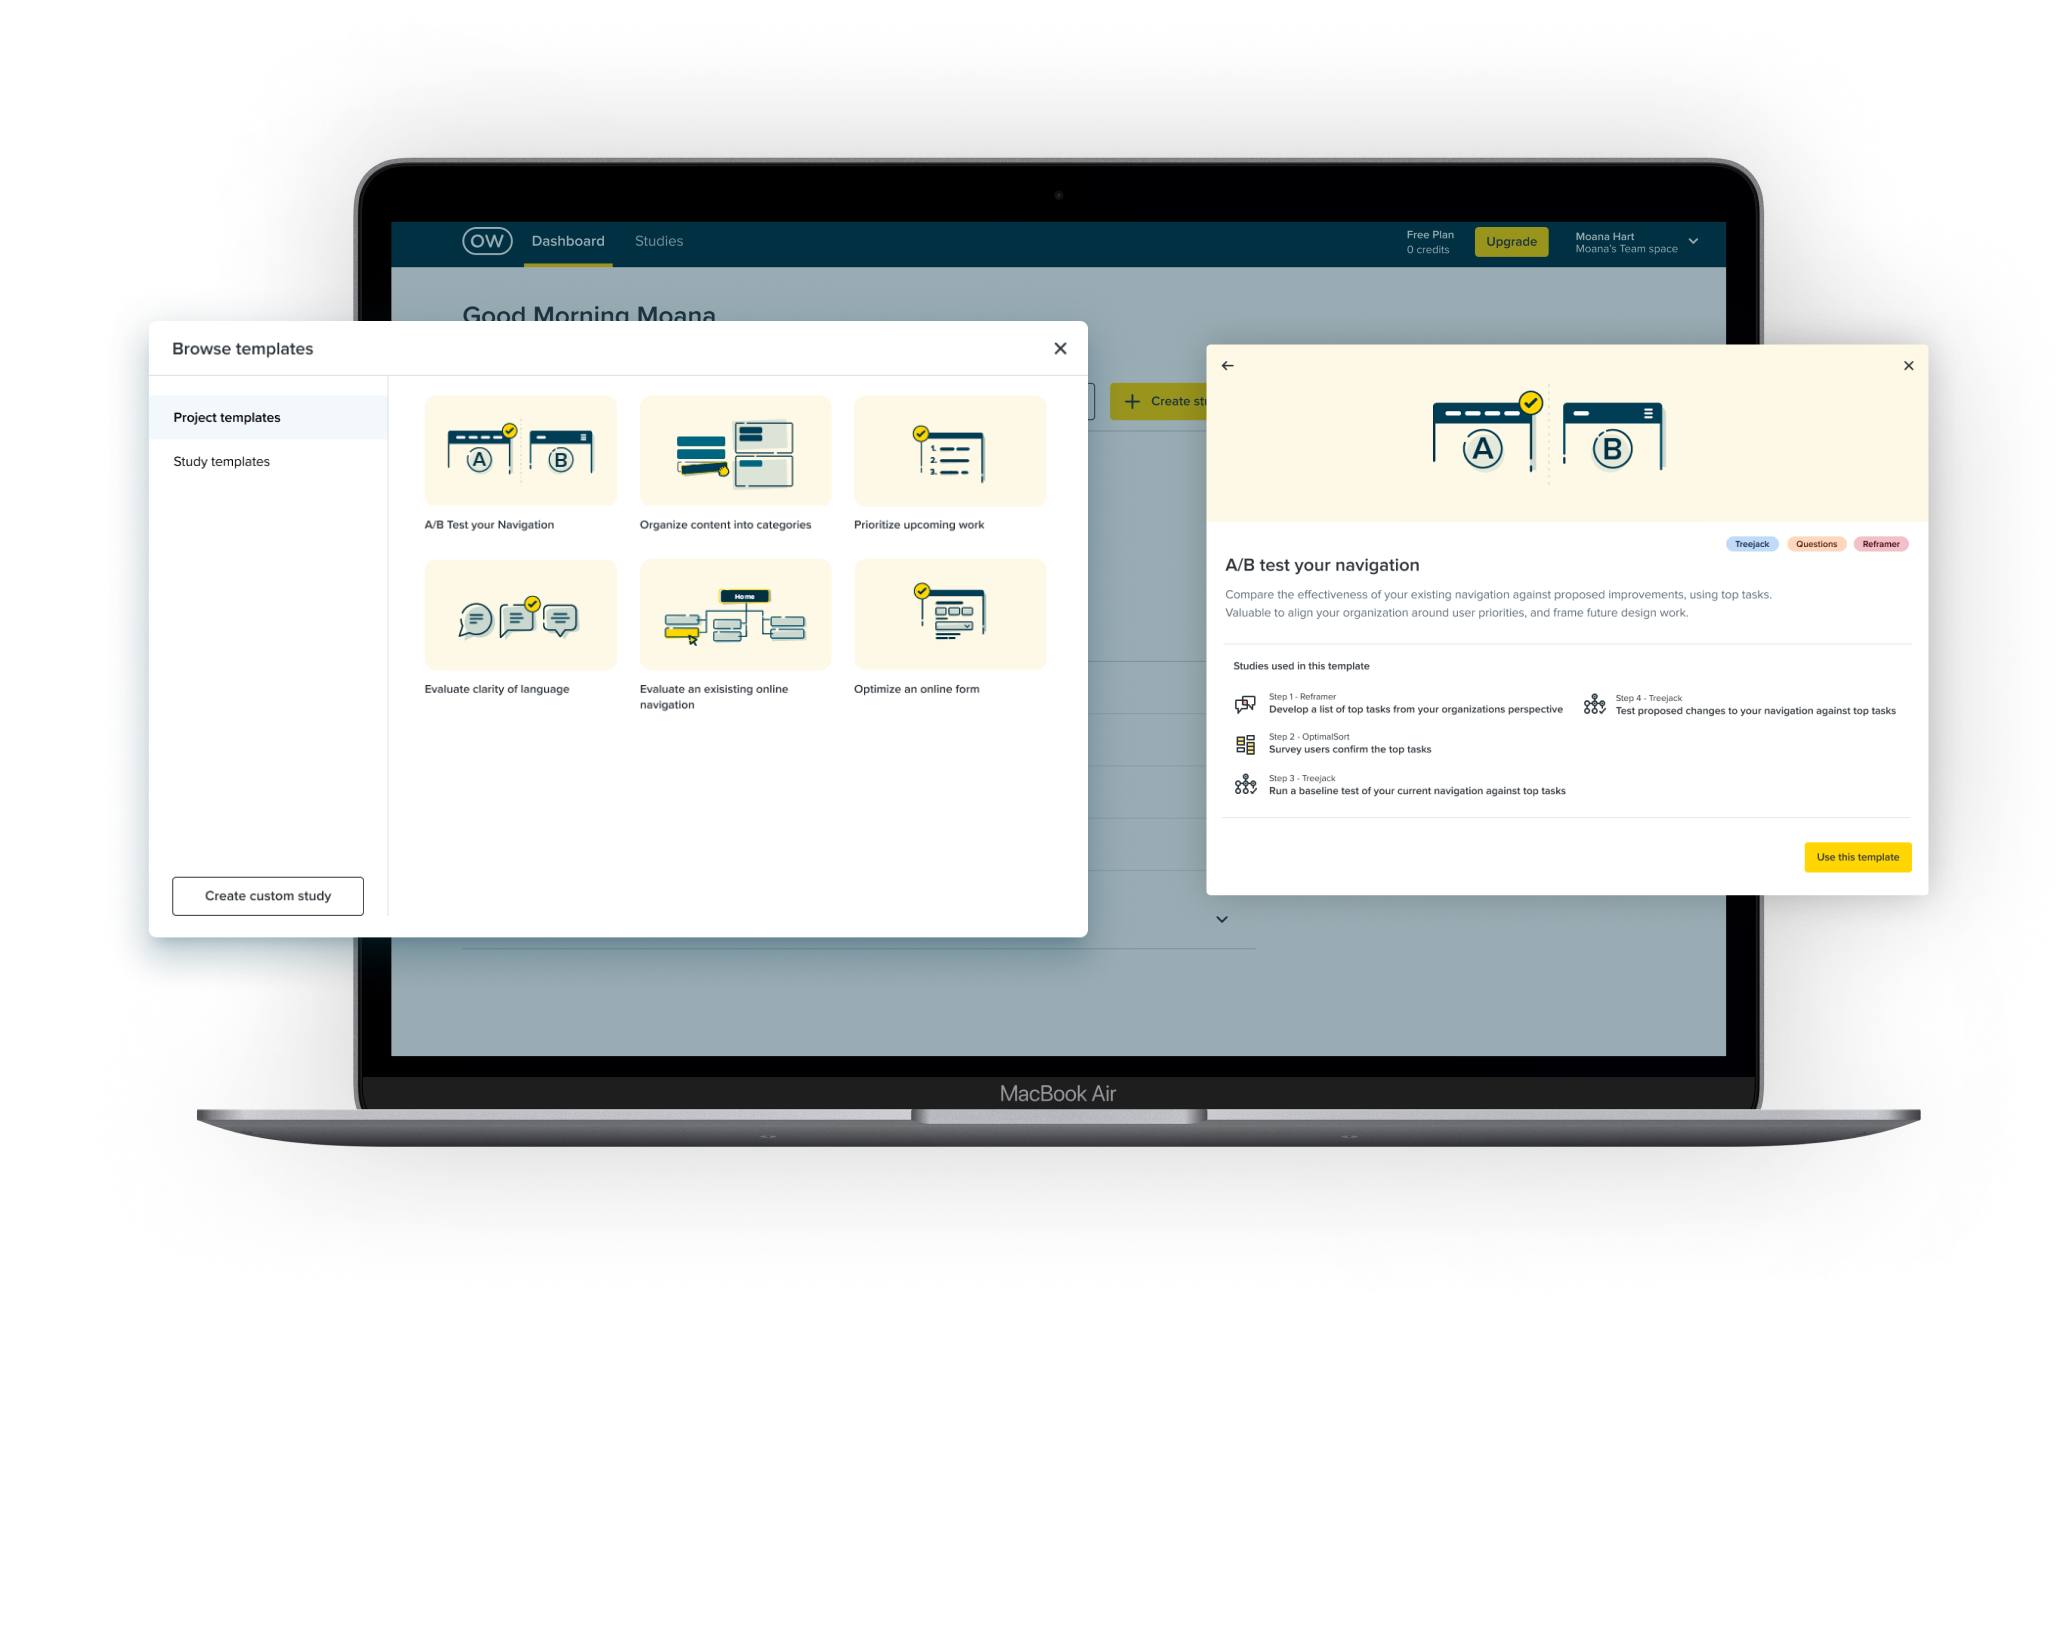 OW
Dashboard
Studies
Free Plan
0 credits
Upgrade
Moana Hart
Moana's Team space
Good Morning Moana
Browse templates
Project templates
Study templates
A
B
A/B Test your Navigation
Organize content into categories
1.
2.
3.
Prioritize upcoming work
Evaluate clarity of language
Home
Evaluate an exisisting online
navigation
Optimize an online form
Create custom study
Create
A
B
Treejack
Questions
Reframer
A/B test your navigation
Compare the effectiveness of your existing navigation against proposed improvements, using top tasks.
Valuable to align your organization around user priorities, and frame future design work.
Studies used in this template
Step 1 - Reframer
Develop a list of top tasks from your organizations perspective
Step 2 - OptimalSort
Survey users confirm the top tasks
Step 3 - Treejack
Run a baseline test of your current navigation against top tasks
Step 4 - Treejack
Test proposed changes to your navigation against top tasks
Use this template
MacBook Air